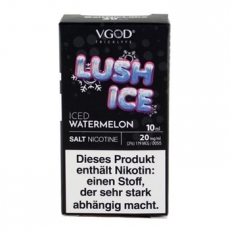 VGOD
TRICKLYFE
LUSH
ICE
ICED
WATERMELON
10ml
SALT NICOTINE
20 mg/ml
Dieses Produkt
enthält Nikotin:
einen Stoff,
der sehr stark
abhängig macht.